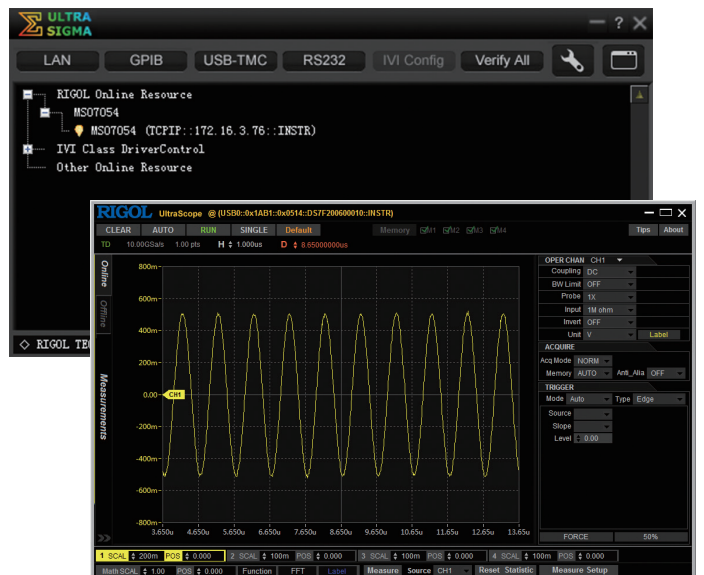 ULTRA
SIGMA
LAN GPIB USB-TMC RS232 IVI Config Verify All
RIGOL Online Resource
MSO7054
MSO7054 (TCPIP::172.16.3.76::INSTR)
IVI Class DriverControl
Other Online Resource
RIGOL TE
RIGOL UltraScope @ (USB0::0x1AB1::0x0514::DS7F200600010::INSTR)
CLEAR AUTO RUN SINGLE Default Memory M1 M2 M3 M4 Tips About
TD 10.00GSa/s 1.00 pts H 1.000us D 8.65000000us
Online
Offline
Measurements
800m
600m
400m
200m
0.00 CH1
-200m
-400m
-600m
-800m
3.650u 4.650u 5.650u 6.650u 7.650u 8.650u 9.650u 10.65u 11.65u 12.65u 13.65u
OPER CHAN CH1
Coupling DC
BW Limit OFF
Probe 1X
Input 1M ohm
Invert OFF
Unit V Label
ACQUIRE
Acq Mode NORM
Memory AUTO Anti_Alia OFF
TRIGGER
Mode Auto Type Edge
Source
Slope
Level 0.00
FORCE 50%
1 SCAL 200m POS 0.000 2 SCAL 100m POS 0.000 3 SCAL 100m POS 0.000 4 SCAL 100m POS 0.000
Math SCAL 1.00 POS 0.000 Function FFT Label Measure Source CH1 Reset Statistic Measure Setup